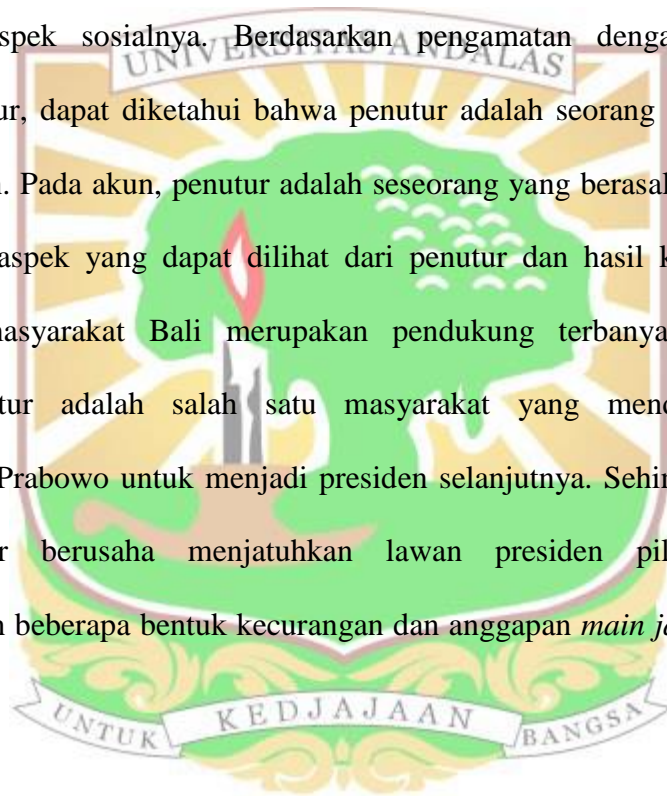 spek sosialnya. Berdasarkan pengamatan denga
UNIVERSITAS ANDALAS
ur, dapat diketahui bahwa penutur adalah seorang
. Pada akun, penutur adalah seseorang yang berasal
aspek yang dapat dilihat dari penutur dan hasil
masyarakat Bali merupakan pendukung terbanya
tur adalah salah satu masyarakat yang mend
Prabowo untuk menjadi presiden selanjutnya. Sehin
r berusaha menjatuhkan lawan presiden pil
n beberapa bentuk kecurangan dan anggapan main ja
UNTUK KEDJAJAAN BANGSA